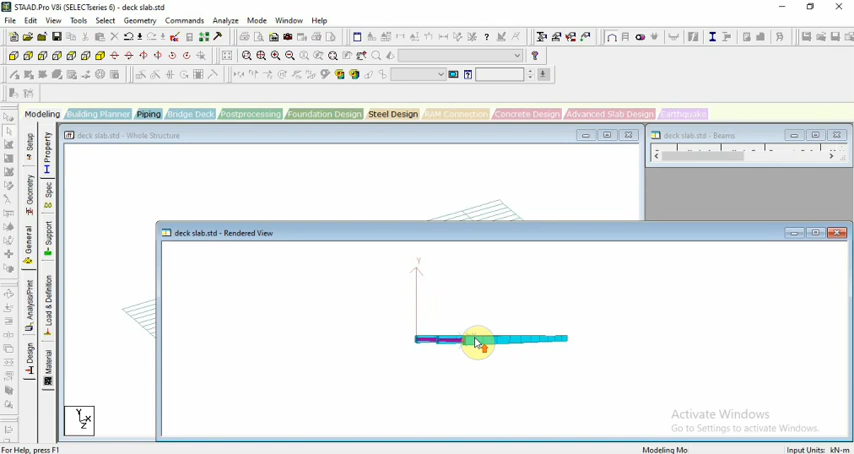 STAAD.Pro V8i (SELECTseries 6) - deck slab.std
File Edit View Tools Select Geometry Commands Analyze Mode Window Help
Modeling Building Planner Piping Bridge Deck Postprocessing Foundation Design Steel Design RAM Connection Concrete Design Advanced Slab Design Earthquake
Setup
Geometry
General
Analysis/Print
Design
Property
Spec
Support
Load & Definition
Material
deck slab.std - Whole Structure
deck slab.std - Beams
deck slab.std - Rendered View
Y
Y
X
Z
Activate Windows
Go to Settings to activate Windows.
For Help, press F1
Modeling Mo
Input Units: kN-m